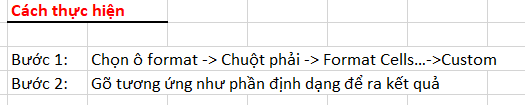 Cách thực hiện
Bước 1: Chọn ô format -> Chuột phải -> Format Cells...->Custom
Bước 2: Gõ tương ứng như phần định dạng để ra kết quả